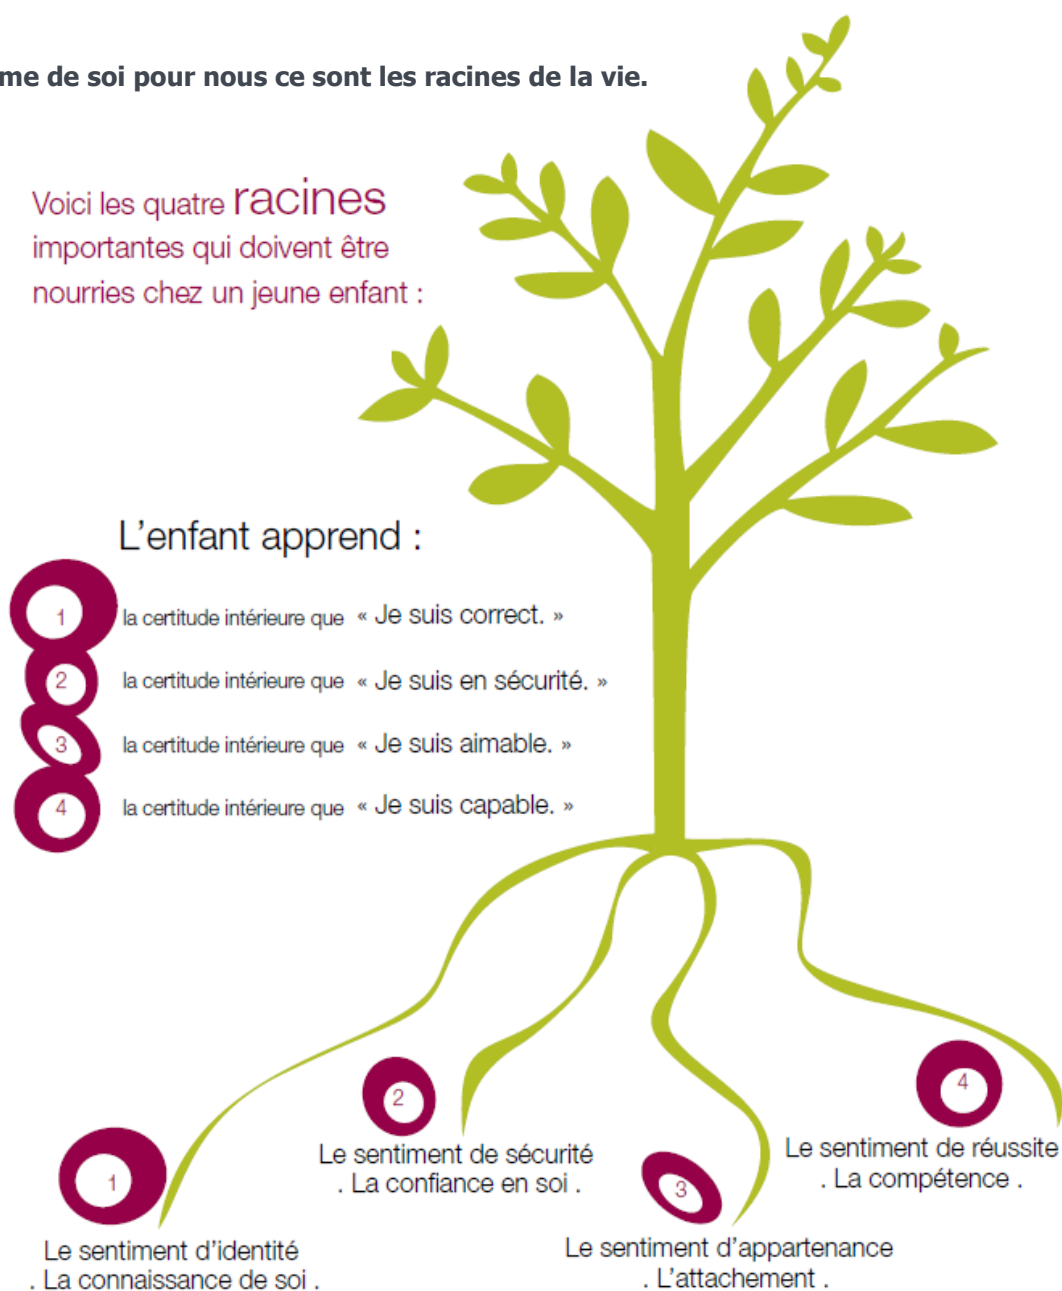 me de soi pour nous ce sont les racines de la vie.
Voici les quatre racines
importantes qui doivent être
nourries chez un jeune enfant :
L'enfant apprend :
1 la certitude intérieure que « Je suis correct. »
2 la certitude intérieure que « Je suis en sécurité. »
3 la certitude intérieure que « Je suis aimable. »
4 la certitude intérieure que « Je suis capable. »
1
Le sentiment d'identité
. La connaissance de soi .
2
Le sentiment de sécurité
. La confiance en soi .
3
Le sentiment d'appartenance
. L'attachement .
4
Le sentiment de réussite
. La compétence .